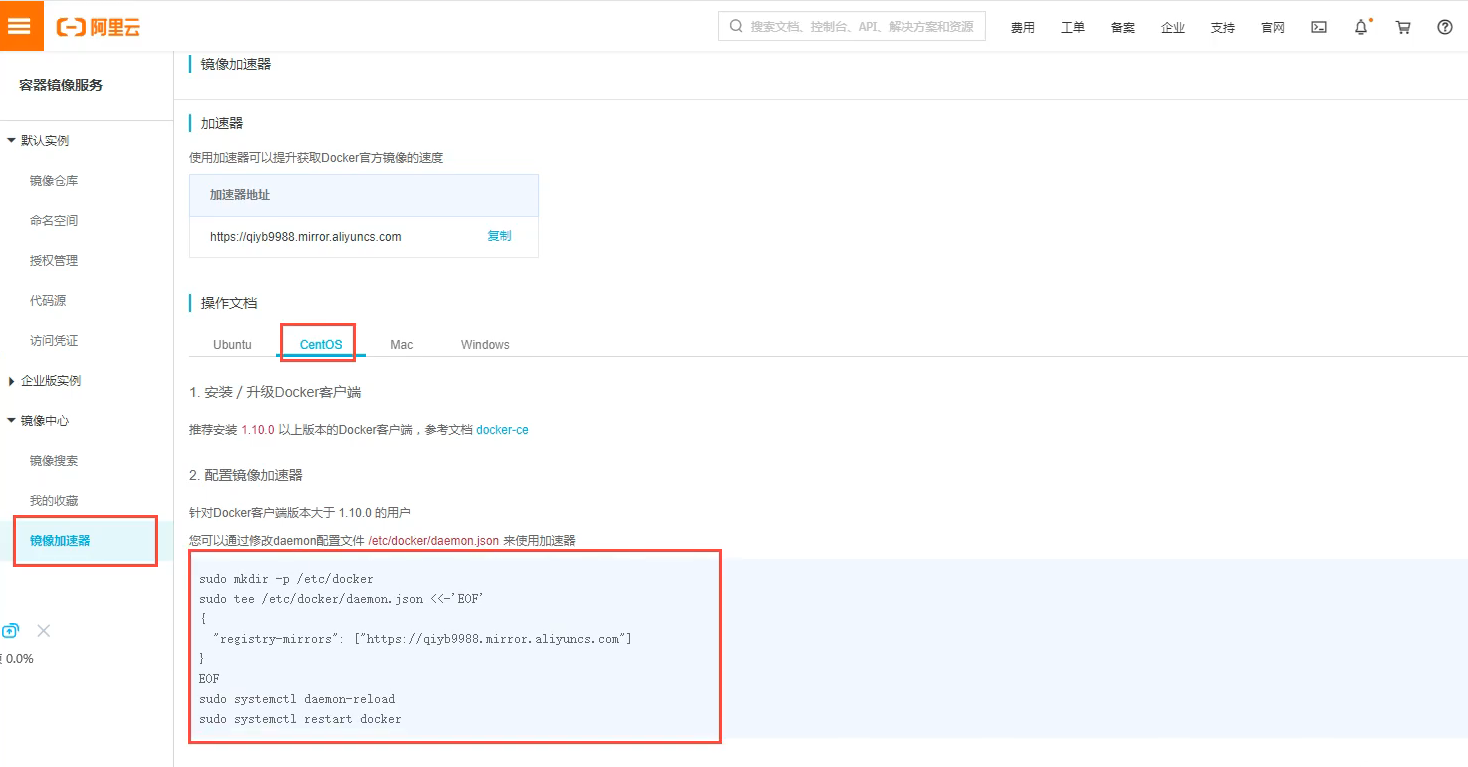 阿里云
搜索文档、控制台、API、解决方案和资源
费用
工单
备案
企业
支持
官网
容器镜像服务
默认实例
镜像仓库
命名空间
授权管理
代码源
访问凭证
企业版实例
镜像中心
镜像搜索
我的收藏
镜像加速器
0.0%
镜像加速器
加速器
使用加速器可以提升获取Docker官方镜像的速度
加速器地址
https://qiyb9988.mirror.aliyuncs.com 复制
操作文档
Ubuntu CentOS Mac Windows
1. 安装 / 升级Docker客户端
推荐安装 1.10.0 以上版本的Docker客户端，参考文档 docker-ce
2. 配置镜像加速器
针对Docker客户端版本大于 1.10.0 的用户
您可以通过修改daemon配置文件 /etc/docker/daemon.json 来使用加速器
sudo mkdir -p /etc/docker
sudo tee /etc/docker/daemon.json <<-'EOF'
{
"registry-mirrors": ["https://qiyb9988.mirror.aliyuncs.com"]
}
EOF
sudo systemctl daemon-reload
sudo systemctl restart docker